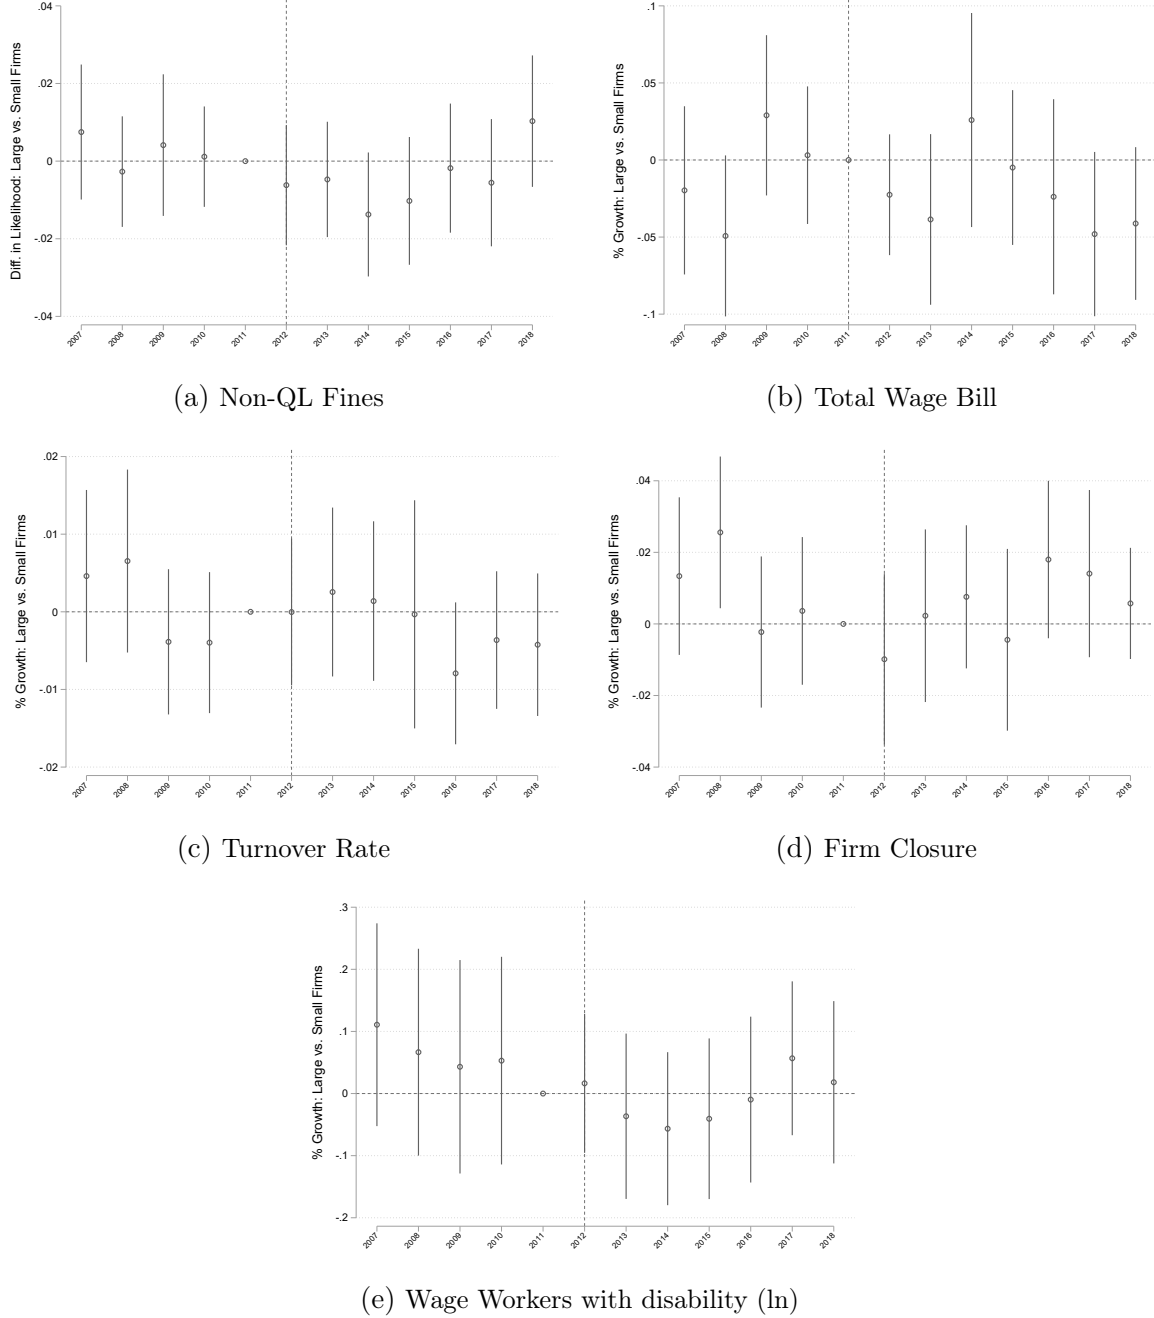 .04
.02
0
-.02
-.04
Diff. in Likelihood: Large vs. Small Firms
2007 2008 2009 2010 2011 2012 2013 2014 2015 2016 2017 2018
(a) Non-QL Fines
.1
.05
0
-.05
-.1
% Growth: Large vs. Small Firms
2007 2008 2009 2010 2011 2012 2013 2014 2015 2016 2017 2018
(b) Total Wage Bill
.02
.01
0
-.01
-.02
% Growth: Large vs. Small Firms
2007 2008 2009 2010 2011 2012 2013 2014 2015 2016 2017 2018
(c) Turnover Rate
.04
.02
0
-.02
-.04
% Growth: Large vs. Small Firms
2007 2008 2009 2010 2011 2012 2013 2014 2015 2016 2017 2018
(d) Firm Closure
.3
.2
.1
0
-.1
-.2
% Growth: Large vs. Small Firms
2007 2008 2009 2010 2011 2012 2013 2014 2015 2016 2017 2018
(e) Wage Workers with disability (ln)